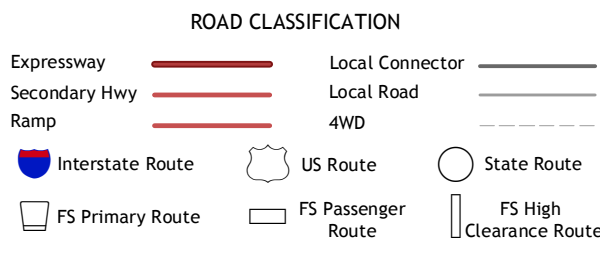 ROAD CLASSIFICATION
Expressway
Local Connector
Secondary Hwy
Local Road
Ramp
4WD
Interstate Route
US Route
State Route
FS Primary Route
FS Passenger
Route
FS High
Clearance Route